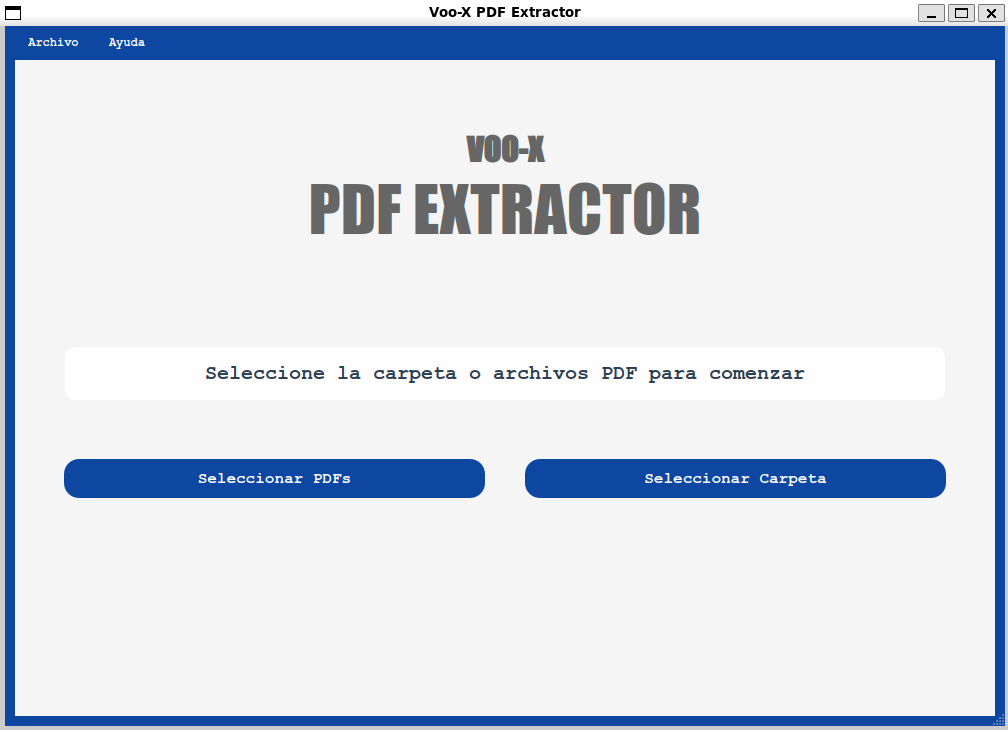 Voo-X PDF Extractor
Archivo Ayuda
VOO-X
PDF EXTRACTOR
Seleccione la carpeta o archivos PDF para comenzar
Seleccionar PDFs Seleccionar Carpeta